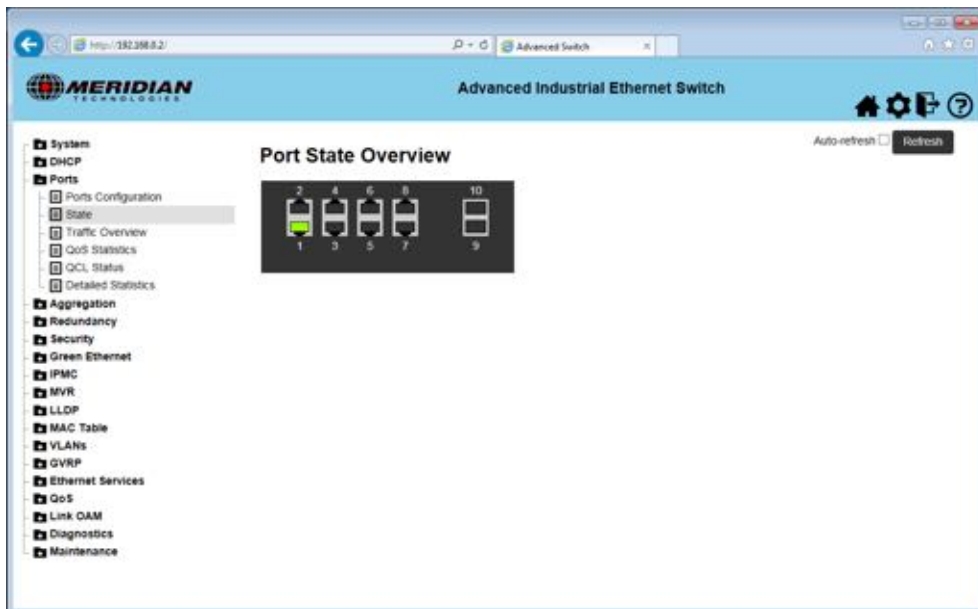 http://192.168.0.2/
Advanced Switch
MERIDIAN
TECHNOLOGIES
Advanced Industrial Ethernet Switch
Auto-refresh
Refresh
System
DHCP
Ports
Ports Configuration
State
Traffic Overview
QoS Statistics
QCL Status
Detailed Statistics
Aggregation
Redundancy
Security
Green Ethernet
IPMC
MVR
LLDP
MAC Table
VLANs
GVRP
Ethernet Services
QoS
Link OAM
Diagnostics
Maintenance
Port State Overview
2 4 6 8 10
1 3 5 7 9